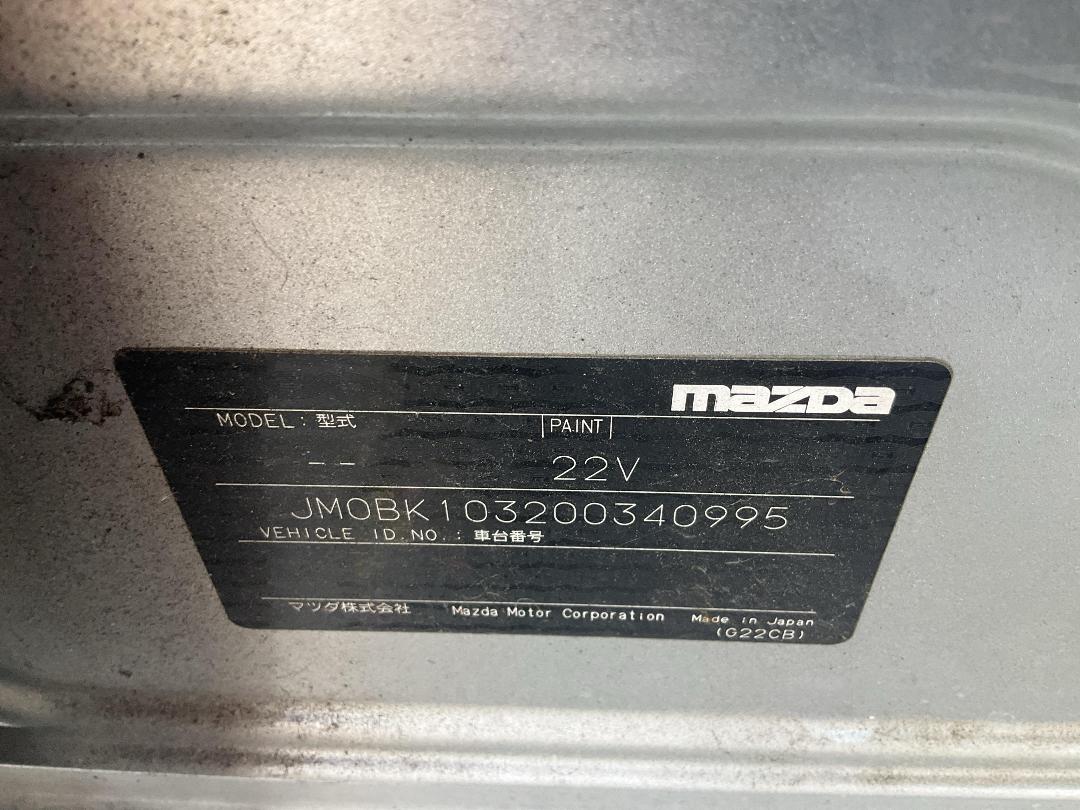 mazda
MODEL : 型式 PAINT
-- 22V
JM0BK103200340995
VEHICLE ID.NO. : 車台番号
マツダ株式会社 Mazda Motor Corporation Made in Japan
(G22CB)